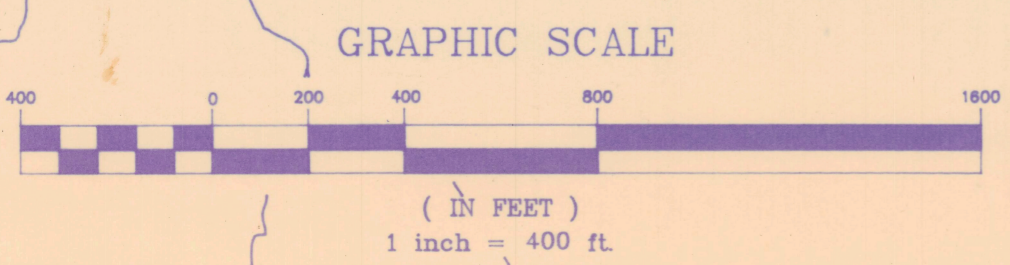 GRAPHIC SCALE
400 0 200 400 800 1600
( IN FEET )
1 inch = 400 ft.